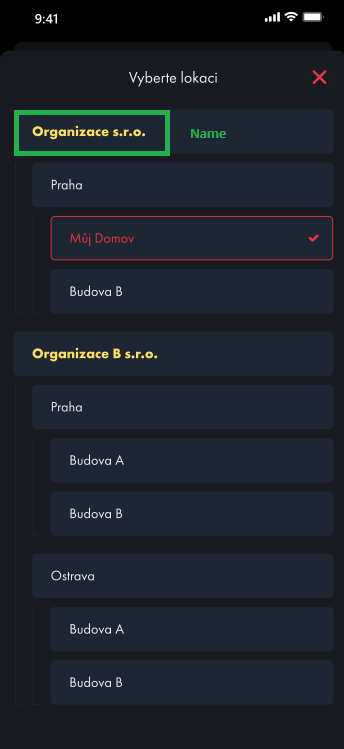 9:41
Vyberte lokaci
Organizace s.r.o. Name
Praha
Můj Domov
Budova B
Organizace B s.r.o.
Praha
Budova A
Budova B
Ostrava
Budova A
Budova B